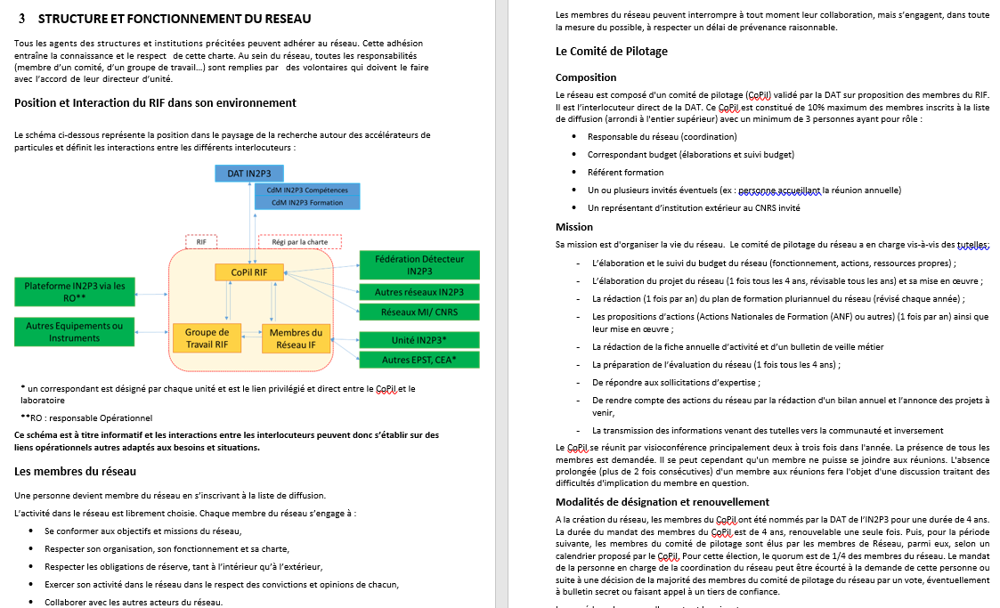 3 STRUCTURE ET FONCTIONNEMENT DU RESEAU
Tous les agents des structures et institutions précitées peuvent adhérer au réseau. Cette adhésion
entraîne la connaissance et le respect de cette charte. Au sein du réseau, toutes les responsabilités
(membre d'un comité, d'un groupe de travail…) sont remplies par des volontaires qui doivent le faire
avec l'accord de leur directeur d'unité.
Position et Interaction du RIF dans son environnement
Le schéma ci-dessous représente la position dans le paysage de la recherche autour des accélérateurs de
particules et définit les interactions entre les différents interlocuteurs :
DAT IN2P3
CdM IN2P3 Compétences
CdM IN2P3 Formation
RIF
Régi par la charte
CoPil RIF
Fédération Détecteur
IN2P3
Plateforme IN2P3 via les
RO**
Autres réseaux IN2P3
Réseaux MI/ CNRS
Autres Equipements ou
Instruments
Groupe de
Travail RIF
Membres du
Réseau IF
Unité IN2P3*
Autres EPST, CEA*
* un correspondant est désigné par chaque unité et est le lien privilégié et direct entre le CoPil et le
laboratoire
**RO : responsable Opérationnel
Ce schéma est à titre informatif et les interactions entre les interlocuteurs peuvent donc s'établir sur des
liens opérationnels autres adaptés aux besoins et situations.
Les membres du réseau
Une personne devient membre du réseau en s'inscrivant à la liste de diffusion.
L'activité dans le réseau est librement choisie. Chaque membre du réseau s'engage à :
• Se conformer aux objectifs et missions du réseau,
• Respecter son organisation, son fonctionnement et sa charte,
• Respecter les obligations de réserve, tant à l'intérieur qu'à l'extérieur,
• Exercer son activité dans le réseau dans le respect des convictions et opinions de chacun,
• Collaborer avec les autres acteurs du réseau.
Les membres du réseau peuvent interrompre à tout moment leur collaboration, mais s'engagent, dans toute
la mesure du possible, à respecter un délai de prévenance raisonnable.
Le Comité de Pilotage
Composition
Le réseau est composé d'un comité de pilotage (CoPil) validé par la DAT sur proposition des membres du RIF.
Il est l'interlocuteur direct de la DAT. Ce CoPil est constitué de 10% maximum des membres inscrits à la liste
de diffusion (arrondi à l'entier supérieur) avec un minimum de 3 personnes ayant pour rôle :
• Responsable du réseau (coordination)
• Correspondant budget (élaborations et suivi budget)
• Référent formation
• Un ou plusieurs invités éventuels (ex : personne accueillant la réunion annuelle)
• Un représentant d'institution extérieur au CNRS invité
Mission
Sa mission est d'organiser la vie du réseau. Le comité de pilotage du réseau a en charge vis-à-vis des tutelles:
- L'élaboration et le suivi du budget du réseau (fonctionnement, actions, ressources propres) ;
- L'élaboration du projet du réseau (1 fois tous les 4 ans, révisable tous les ans) et sa mise en œuvre ;
- La rédaction (1 fois par an) du plan de formation pluriannuel du réseau (révisé chaque année) ;
- Les propositions d'actions (Actions Nationales de Formation (ANF) ou autres) (1 fois par an) ainsi que
leur mise en œuvre ;
- La rédaction de la fiche annuelle d'activité et d'un bulletin de veille métier
- La préparation de l'évaluation du réseau (1 fois tous les 4 ans) ;
- De répondre aux sollicitations d'expertise ;
- De rendre compte des actions du réseau par la rédaction d'un bilan annuel et l'annonce des projets à
venir,
- La transmission des informations venant des tutelles vers la communauté et inversement
Le CoPil se réunit par visioconférence principalement deux à trois fois dans l'année. La présence de tous les
membres est demandée. Il se peut cependant qu'un membre ne puisse se joindre aux réunions. L'absence
prolongée (plus de 2 fois consécutives) d'un membre aux réunions fera l'objet d'une discussion traitant des
difficultés d'implication du membre en question.
Modalités de désignation et renouvellement
A la création du réseau, les membres du CoPil ont été nommés par la DAT de l'IN2P3 pour une durée de 4 ans.
La durée du mandat des membres du CoPil est de 4 ans, renouvelable une seule fois. Puis, pour la période
suivante, les membres du comité de pilotage sont élus par les membres de Réseau, parmi eux, selon un
calendrier proposé par le CoPil. Pour cette élection, le quorum est de 1/4 des membres du réseau. Le mandat
de la personne en charge de la coordination du réseau peut être écourté à la demande de cette personne ou
suite à une décision de la majorité des membres du comité de pilotage du réseau par un vote, éventuellement
à bulletin secret ou faisant appel à un tiers de confiance.